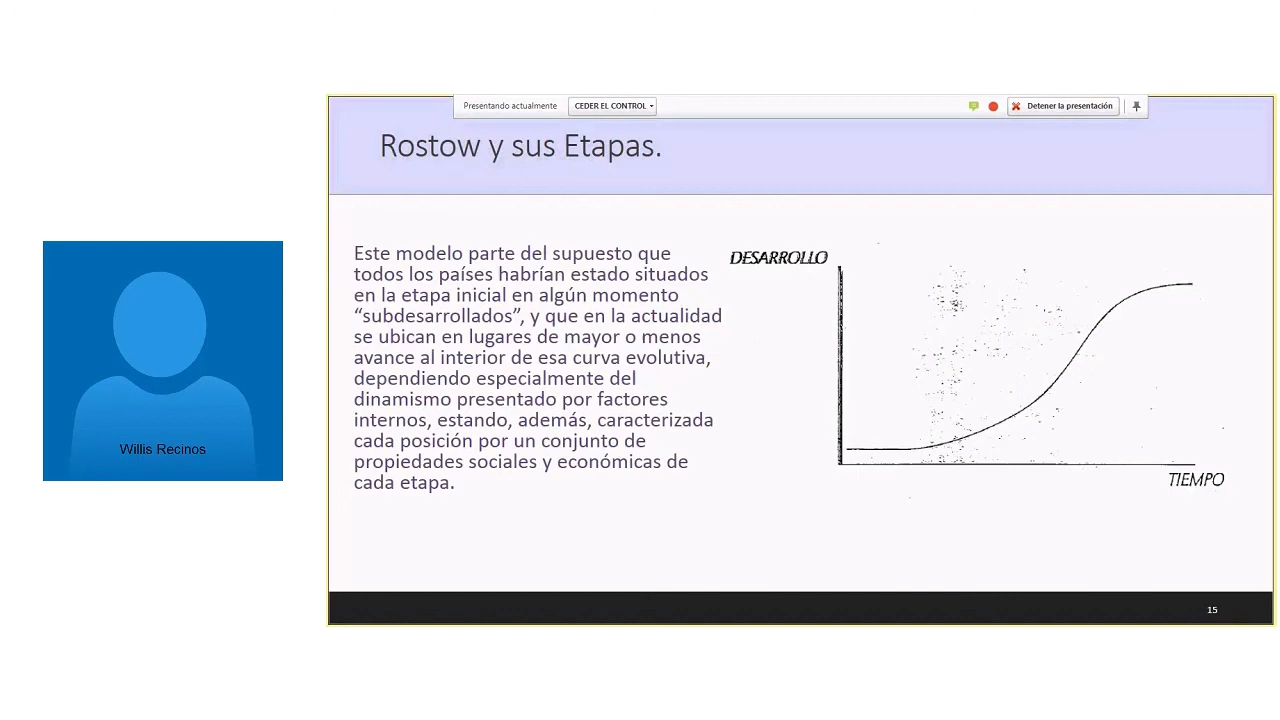 Presentando actualmente
CEDER EL CONTROL
Detener la presentación
Rostow y sus Etapas.
Este modelo parte del supuesto que
todos los países habrían estado situados
en la etapa inicial en algún momento
“subdesarrollados”, y que en la actualidad
se ubican en lugares de mayor o menos
avance al interior de esa curva evolutiva,
dependiendo especialmente del
dinamismo presentado por factores
internos, estando, además, caracterizada
cada posición por un conjunto de
propiedades sociales y económicas de
cada etapa.
DESARROLLO
TIEMPO
Willis Recinos
15